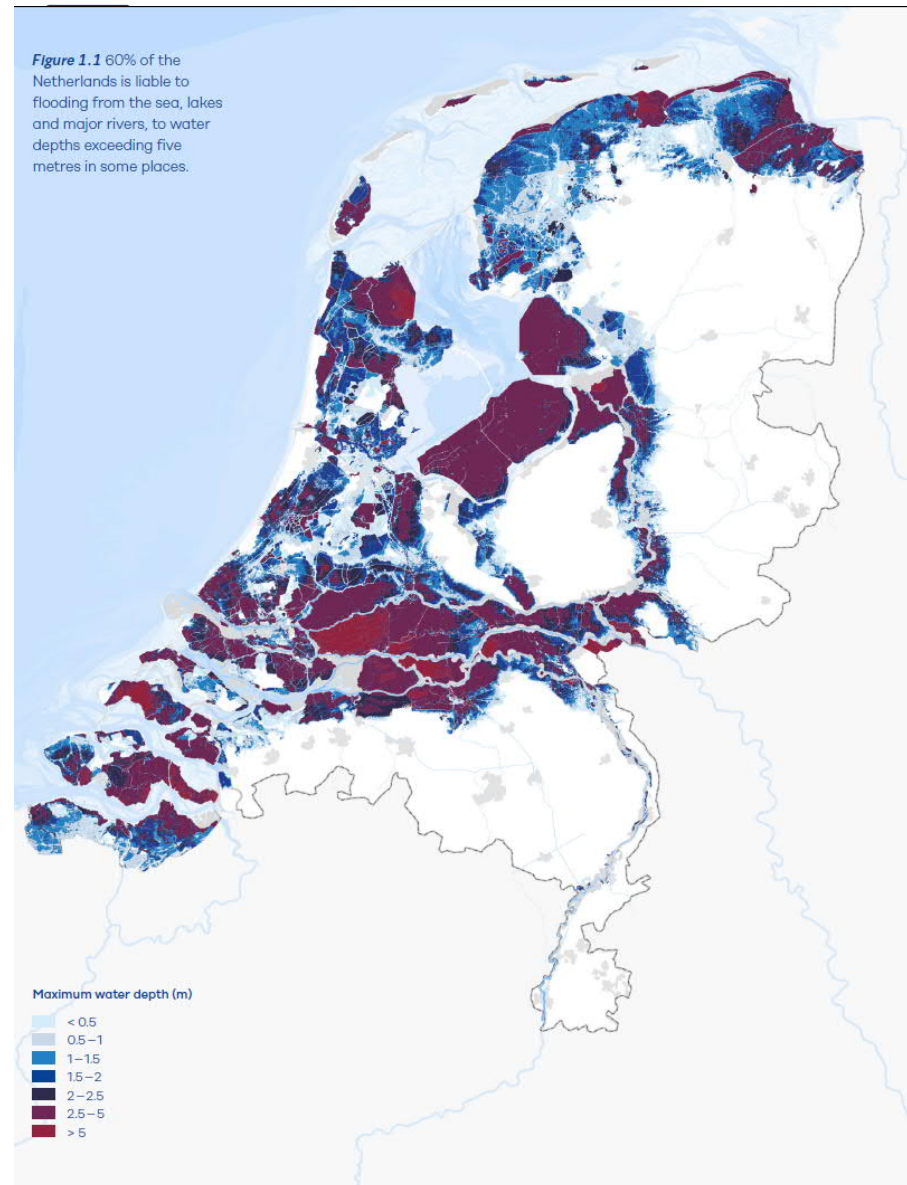 Figure 1.1 60% of the
Netherlands is liable to
flooding from the sea, lakes
and major rivers, to water
depths exceeding five
metres in some places.
Maximum water depth (m)
< 0.5
0.5–1
1–1.5
1.5–2
2–2.5
2.5–5
> 5